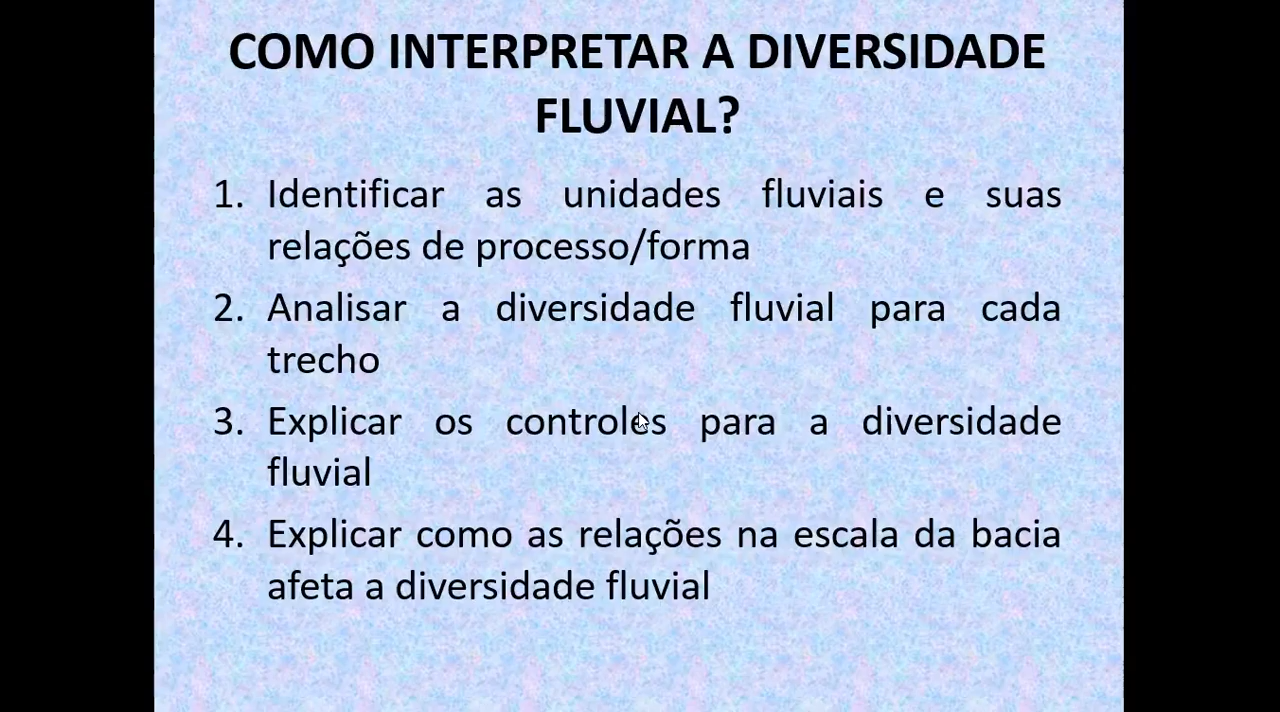 COMO INTERPRETAR A DIVERSIDADE
FLUVIAL?
1. Identificar as unidades fluviais e suas
relações de processo/forma
2. Analisar a diversidade fluvial para cada
trecho
3. Explicar os controles para a diversidade
fluvial
4. Explicar como as relações na escala da bacia
afeta a diversidade fluvial